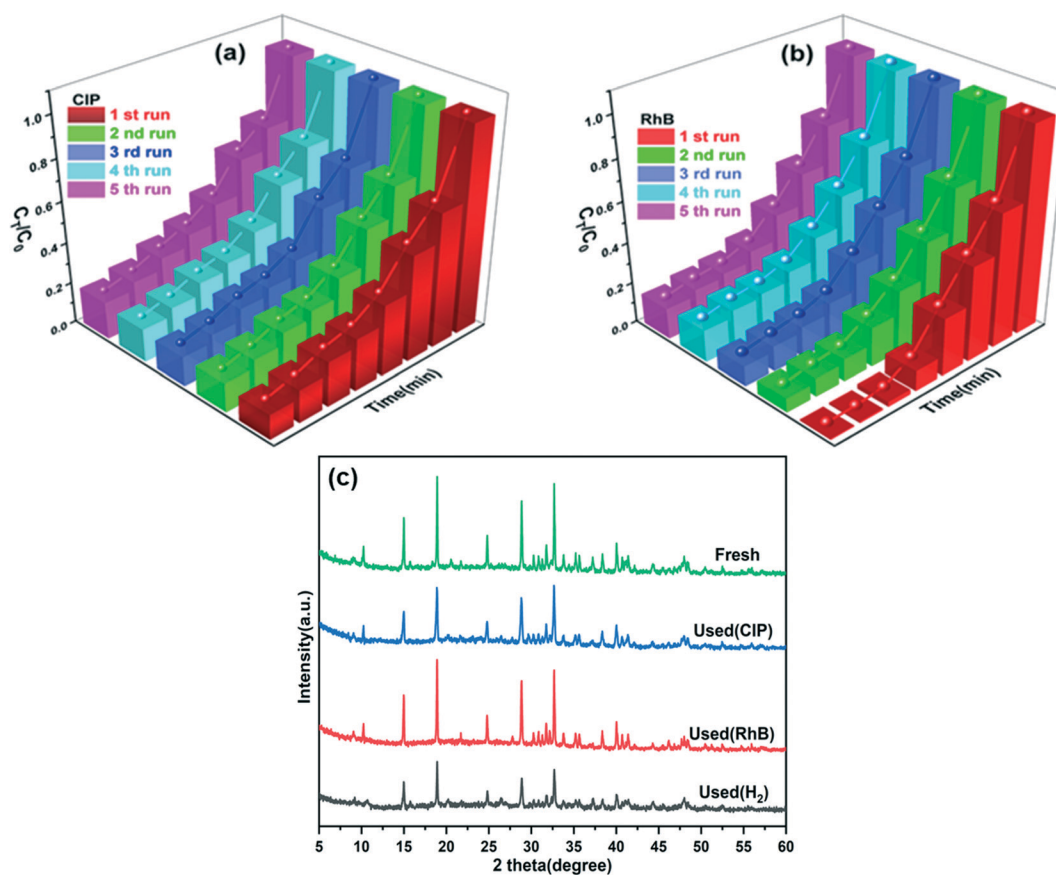 (a)
CIP
1 st run
2 nd run
3 rd run
4 th run
5 th run
1.0
0.8
0.6
0.4
0.2
0.0
C_T/C_0
Time(min)
(b)
RhB
1 st run
2 nd run
3 rd run
4 th run
5 th run
1.0
0.8
0.6
0.4
0.2
0.0
C_T/C_0
Time(min)
(c)
Fresh
Used(CIP)
Used(RhB)
Used(H₂)
Intensity(a.u.)
5 10 15 20 25 30 35 40 45 50 55 60
2 theta(degree)